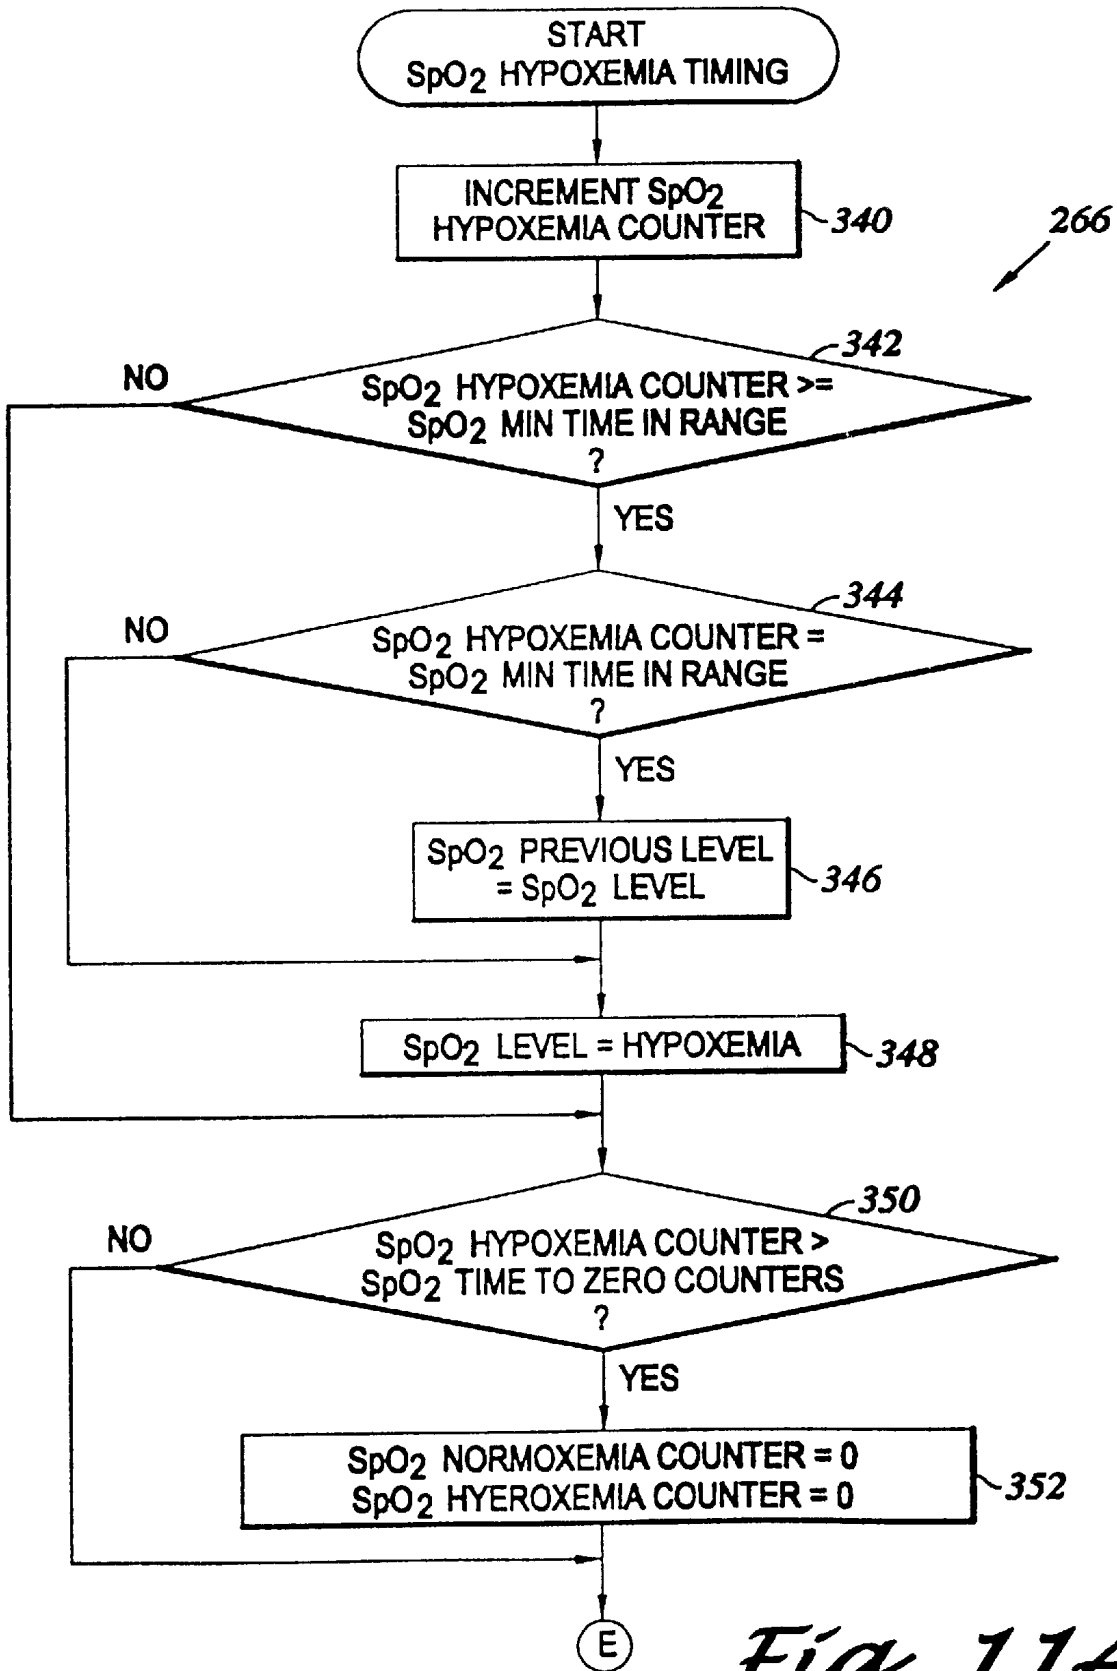 START
SpO2 HYPOXEMIA TIMING
INCREMENT SpO2
HYPOXEMIA COUNTER
340
266
342
NO
SpO2 HYPOXEMIA COUNTER >=
SpO2 MIN TIME IN RANGE
?
YES
344
NO
SpO2 HYPOXEMIA COUNTER =
SpO2 MIN TIME IN RANGE
?
YES
SpO2 PREVIOUS LEVEL
= SpO2 LEVEL
346
SpO2 LEVEL = HYPOXEMIA
348
350
NO
SpO2 HYPOXEMIA COUNTER >
SpO2 TIME TO ZERO COUNTERS
?
YES
SpO2 NORMOXEMIA COUNTER = 0
SpO2 HYEROXEMIA COUNTER = 0
352
E
Fig. 11